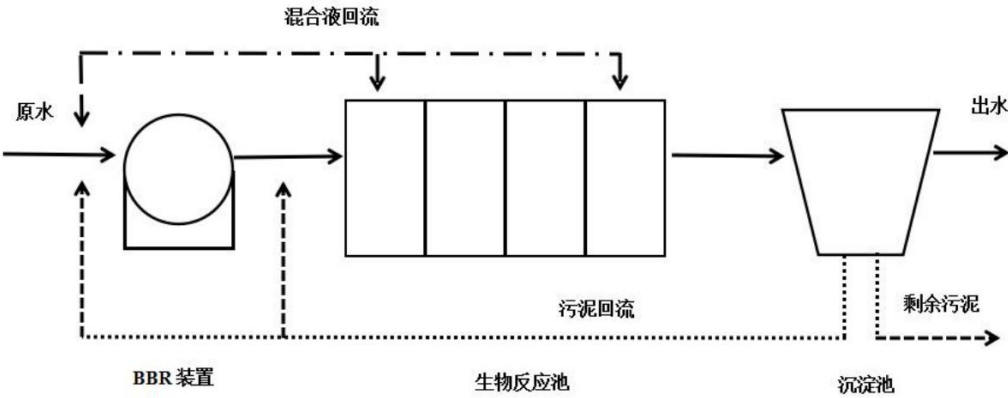 混合液回流
原水
出水
污泥回流
剩余污泥
BBR 装置
生物反应池
沉淀池